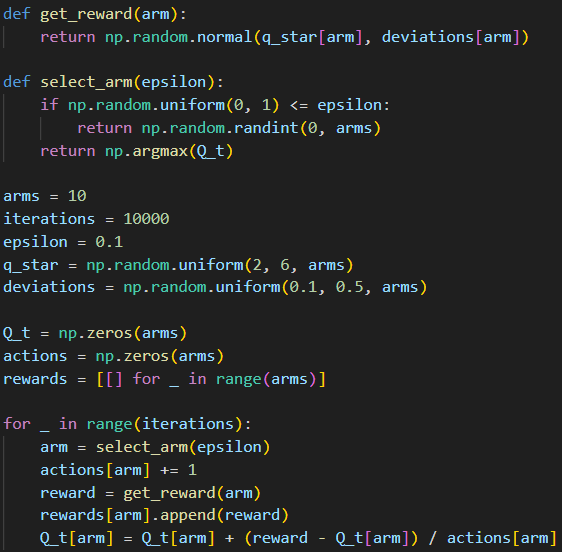 def get_reward(arm):
    return np.random.normal(q_star[arm], deviations[arm])

def select_arm(epsilon):
    if np.random.uniform(0, 1) <= epsilon:
        return np.random.randint(0, arms)
    return np.argmax(Q_t)

arms = 10
iterations = 10000
epsilon = 0.1
q_star = np.random.uniform(2, 6, arms)
deviations = np.random.uniform(0.1, 0.5, arms)

Q_t = np.zeros(arms)
actions = np.zeros(arms)
rewards = [[] for _ in range(arms)]

for _ in range(iterations):
    arm = select_arm(epsilon)
    actions[arm] += 1
    reward = get_reward(arm)
    rewards[arm].append(reward)
    Q_t[arm] = Q_t[arm] + (reward - Q_t[arm]) / actions[arm]